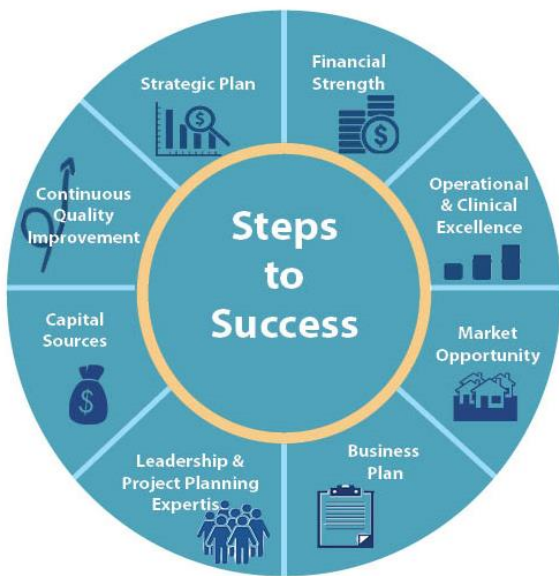 Steps
to
Success
Strategic Plan
$
Financial
Strength
$
Operational
& Clinical
Excellence
Market
Opportunity
Business
Plan
Leadership &
Project Planning
Expertis
Capital
Sources
$
Continuous
Quality
Improvement